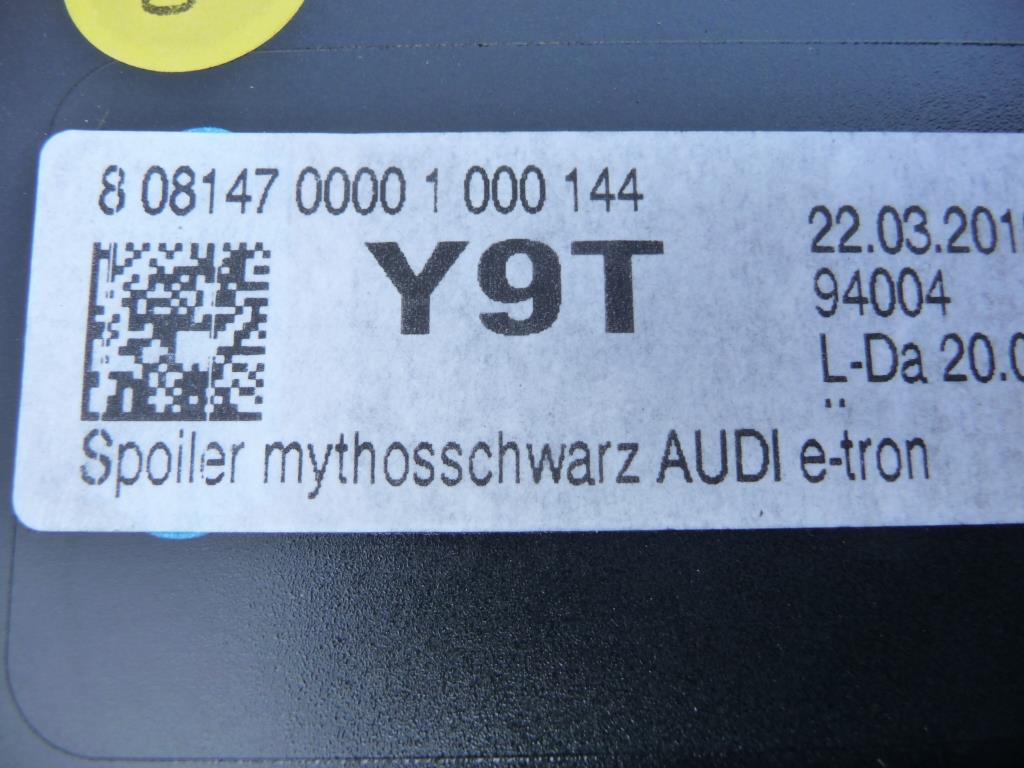 8 08147 0000 1 000 144
Y9T
22.03.201
94004
L-Da 20.0
Spoiler mythosschwarz AUDI e-tron